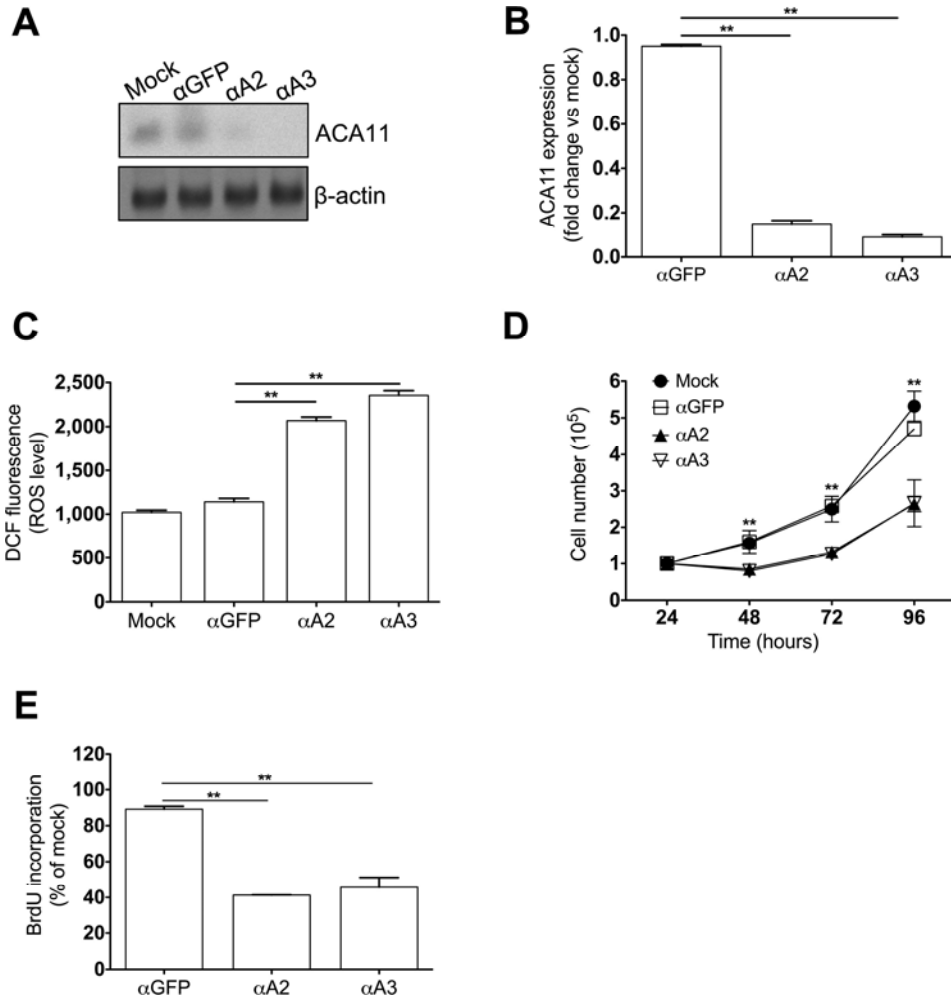 A
Mock
αGFP
αA2
αA3
ACA11
β-actin
B
ACA11 expression
(fold change vs mock)
1.0
0.8
0.6
0.4
0.2
0.0
**
**
αGFP
αA2
αA3
C
DCF fluorescence
(ROS level)
2,500
2,000
1,000
1,000
500
0
**
**
Mock
αGFP
αA2
αA3
D
Cell number (10⁵)
6
5
4
3
2
1
0
Mock
αGFP
αA2
αA3
**
**
**
24
48
72
96
Time (hours)
E
BrdU incorporation
(% of mock)
120
100
80
60
40
20
0
**
**
αGFP
αA2
αA3